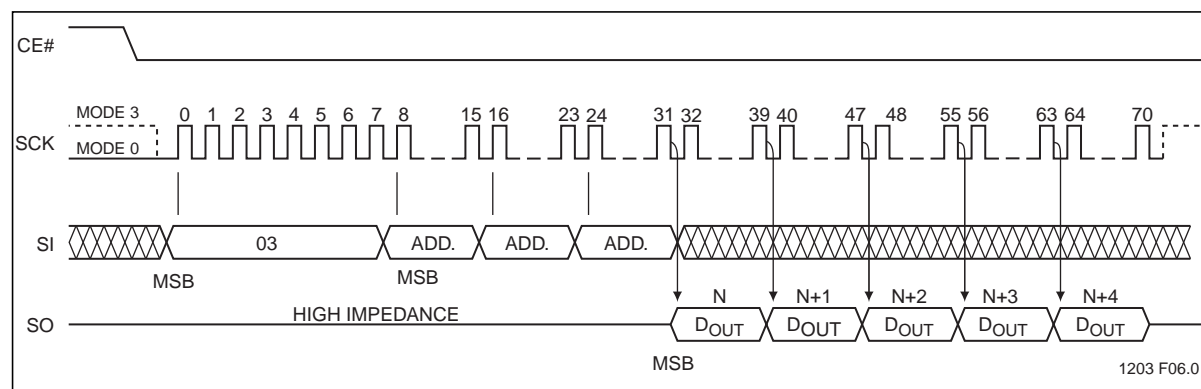 CE#
MODE 3
SCK
MODE 0
0 1 2 3 4 5 6 7 8 15 16 23 24 31 32 39 40 47 48 55 56 63 64 70
SI
03 ADD. ADD. ADD.
MSB MSB
N N+1 N+2 N+3 N+4
HIGH IMPEDANCE
SO
DOUT DOUT DOUT DOUT DOUT
MSB
1203 F06.0